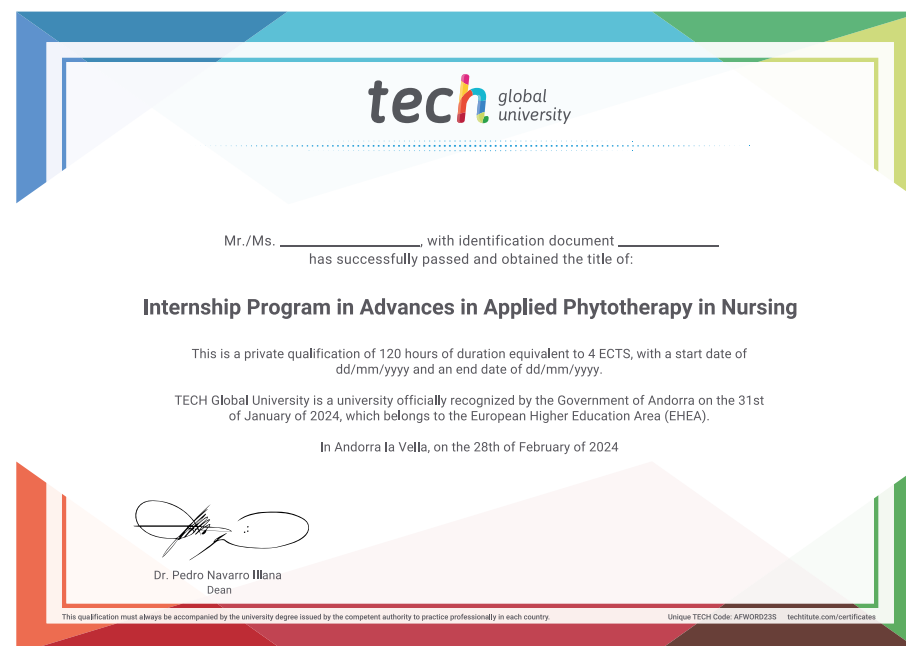 tech global
university
Mr./Ms. ____________________, with identification document ______________
has successfully passed and obtained the title of:
Internship Program in Advances in Applied Phytotherapy in Nursing
This is a private qualification of 120 hours of duration equivalent to 4 ECTS, with a start date of
dd/mm/yyyy and an end date of dd/mm/yyyy.
TECH Global University is a university officially recognized by the Government of Andorra on the 31st
of January of 2024, which belongs to the European Higher Education Area (EHEA).
In Andorra la Vella, on the 28th of February of 2024
Dr. Pedro Navarro Illana
Dean
This qualification must always be accompanied by the university degree issued by the competent authority to practice professionally in each country.
Unique TECH Code: AFWORD23S techtitute.com/certificates